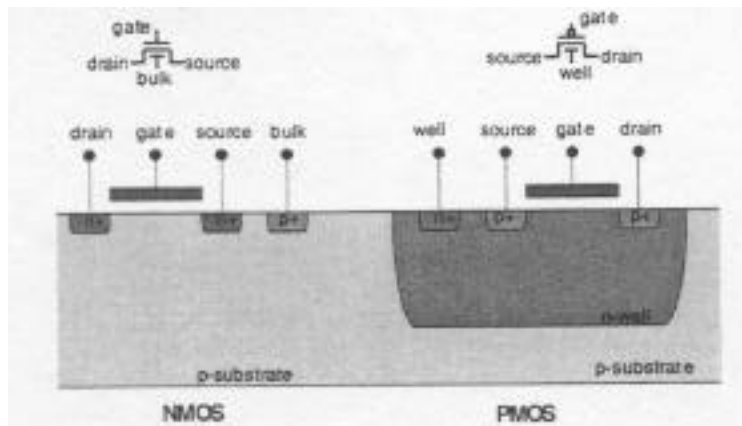 gate
drain source
bulk
gate
source drain
well
drain gate source bulk
well source gate drain
n+ n+ p+
n+ p+ p+
n-well
p-substrate
p-substrate
NMOS PMOS